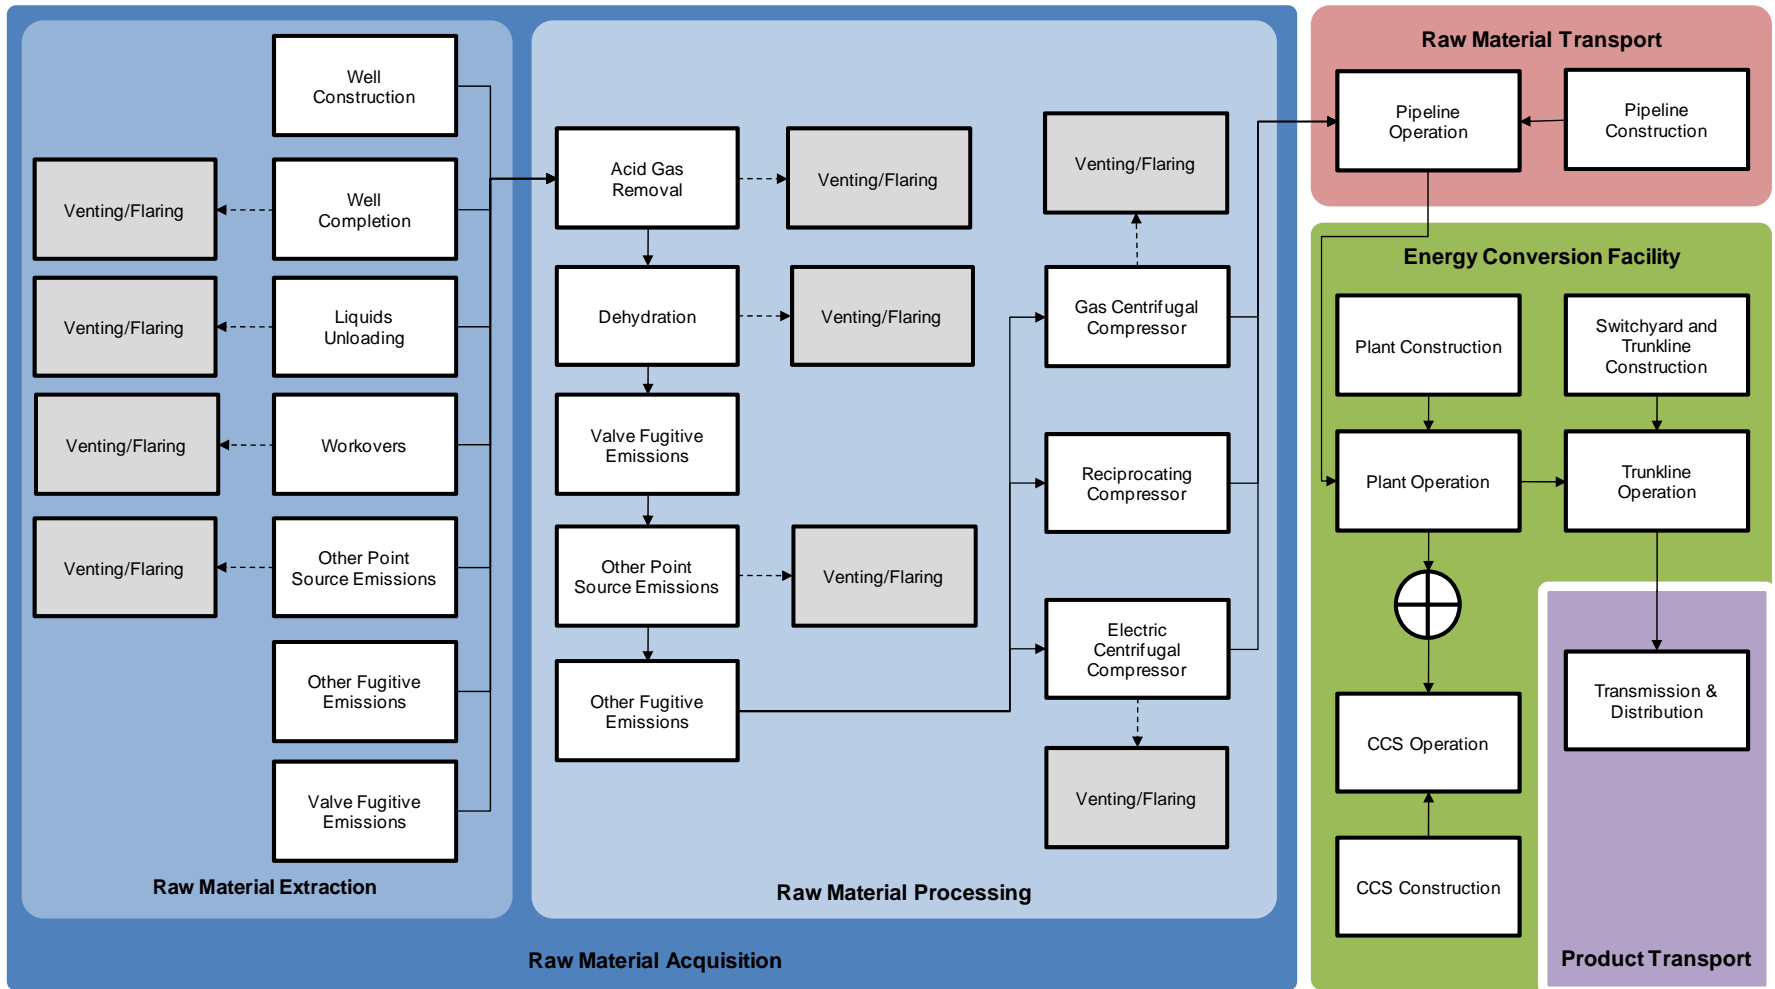 Well
Construction
Venting/Flaring
Well
Completion
Venting/Flaring
Liquids
Unloading
Venting/Flaring
Workovers
Venting/Flaring
Other Point
Source Emissions
Other Fugitive
Emissions
Valve Fugitive
Emissions
Raw Material Extraction
Acid Gas
Removal
Venting/Flaring
Dehydration
Venting/Flaring
Valve Fugitive
Emissions
Other Point
Source Emissions
Venting/Flaring
Other Fugitive
Emissions
Venting/Flaring
Gas Centrifugal
Compressor
Reciprocating
Compressor
Electric
Centrifugal
Compressor
Venting/Flaring
Raw Material Processing
Raw Material Acquisition
Raw Material Transport
Pipeline
Operation
Pipeline
Construction
Energy Conversion Facility
Plant Construction
Switchyard and
Trunkline
Construction
Plant Operation
Trunkline
Operation
CCS Operation
CCS Construction
Transmission &
Distribution
Product Transport